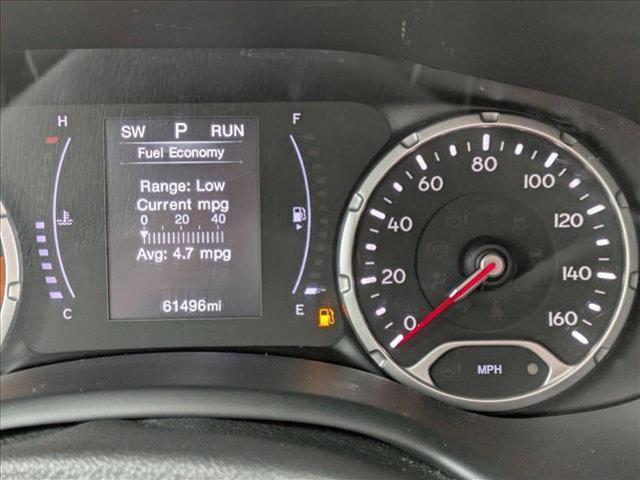 H
SW P RUN
Fuel Economy
Range: Low
Current mpg
0 20 40
Avg: 4.7 mpg
61496mi
C
F
E
0 20 40 60 80 100 120 140 160
MPH